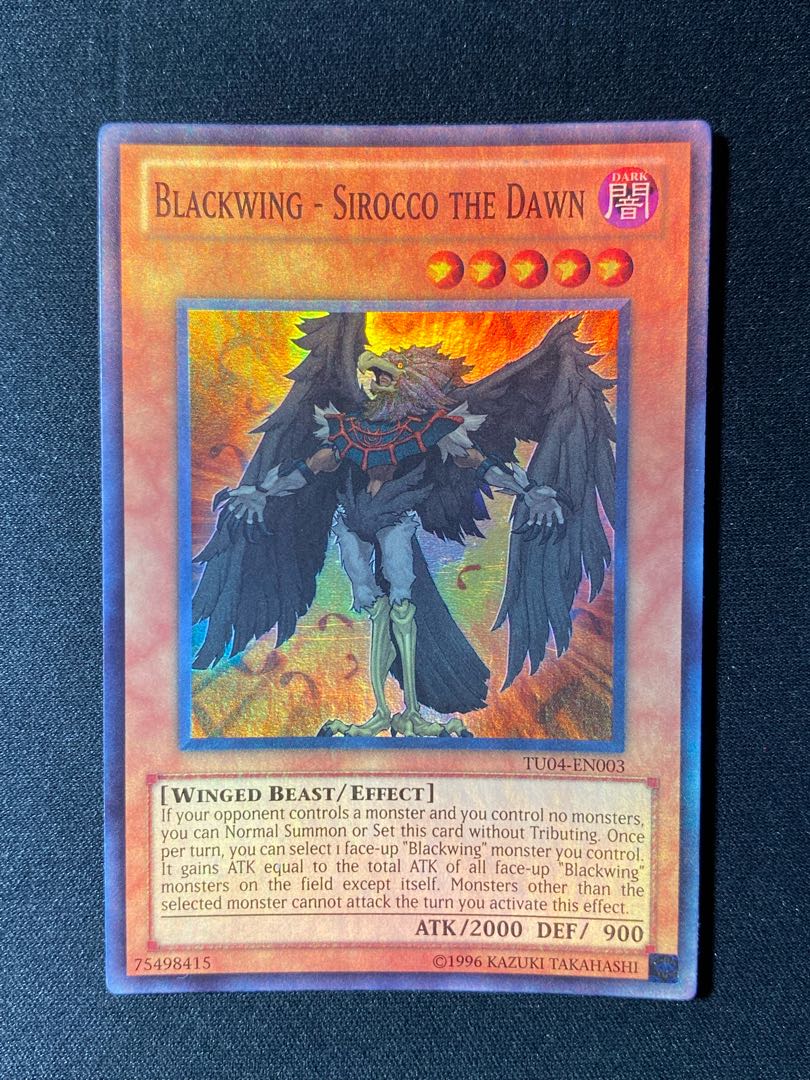 BLACKWING - SIROCCO THE DAWN
DARK
闇
TU04-EN003
[WINGED BEAST/EFFECT]
If your opponent controls a monster and you control no monsters,
you can Normal Summon or Set this card without Tributing. Once
per turn, you can select 1 face-up "Blackwing" monster you control.
It gains ATK equal to the total ATK of all face-up "Blackwing"
monsters on the field except itself. Monsters other than the
selected monster cannot attack the turn you activate this effect.
ATK/2000 DEF/ 900
75498415 ©1996 KAZUKI TAKAHASHI